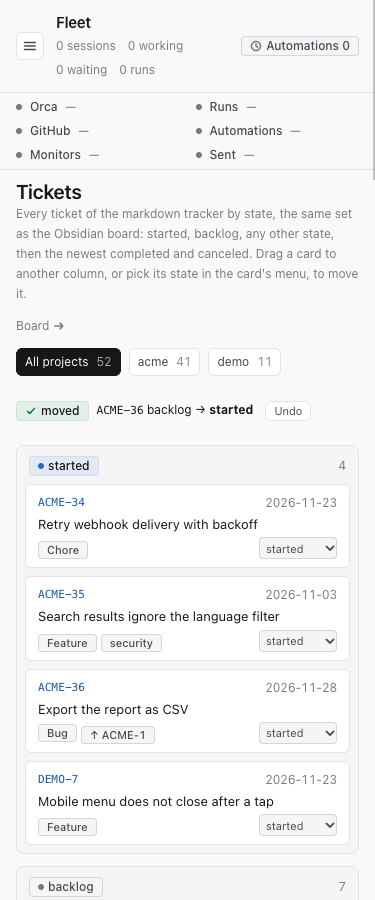 Fleet
0 sessions 0 working
0 waiting 0 runs
Automations 0
Orca — Runs —
GitHub — Automations —
Monitors — Sent —
Tickets
Every ticket of the markdown tracker by state, the same set
as the Obsidian board: started, backlog, any other state,
then the newest completed and canceled. Drag a card to
another column, or pick its state in the card's menu, to move
it.
Board →
All projects 52 acme 41 demo 11
✓ moved ACME-36 backlog → started Undo
started 4
ACME-34 2026-11-23
Retry webhook delivery with backoff
Chore started
ACME-35 2026-11-03
Search results ignore the language filter
Feature security started
ACME-36 2026-11-28
Export the report as CSV
Bug ↑ ACME-1 started
DEMO-7 2026-11-23
Mobile menu does not close after a tap
Feature started
backlog 7